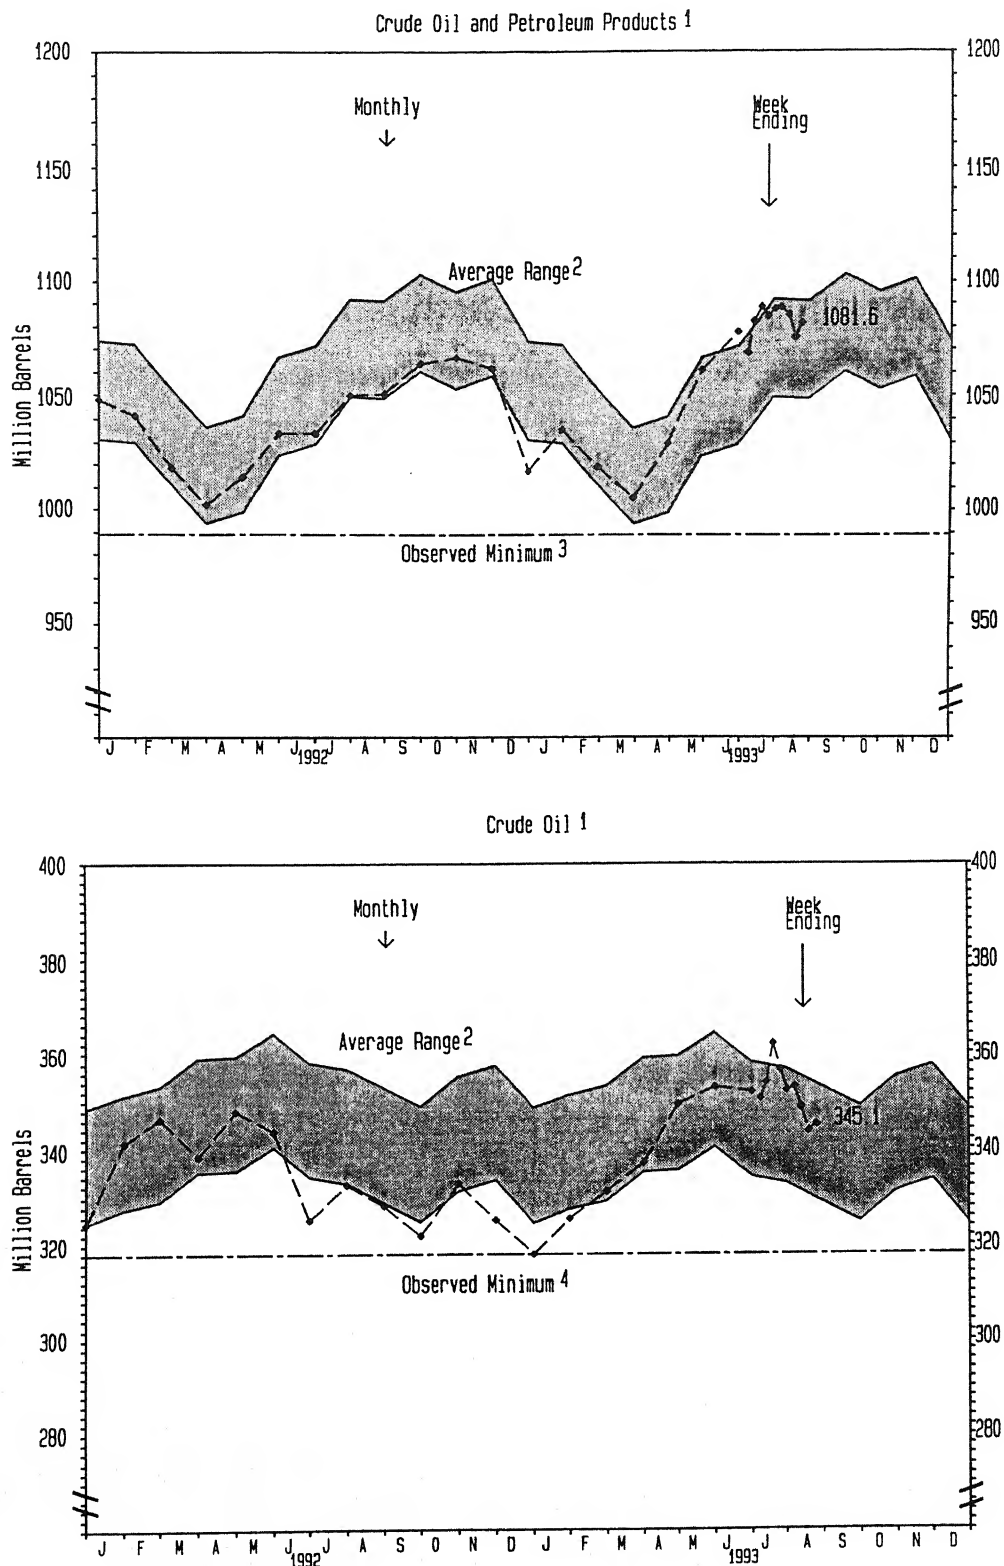 Crude Oil and Petroleum Products 1
1200 1200
Monthly
Week
Ending
1150 1150
Average Range 2
1100 1100
1081.6
1050 1050
Million Barrels
1000 1000
Observed Minimum 3
950 950
J F M A M J J A S O N D J F M A M J J A S O N D
1992 1993
Crude Oil 1
400 400
Monthly
Week
Ending
380 380
Average Range 2
360 360
345.1
340 340
Million Barrels
320 320
Observed Minimum 4
300 300
280 280
J F M A M J J A S O N D J F M A M J J A S O N D
1992 1993